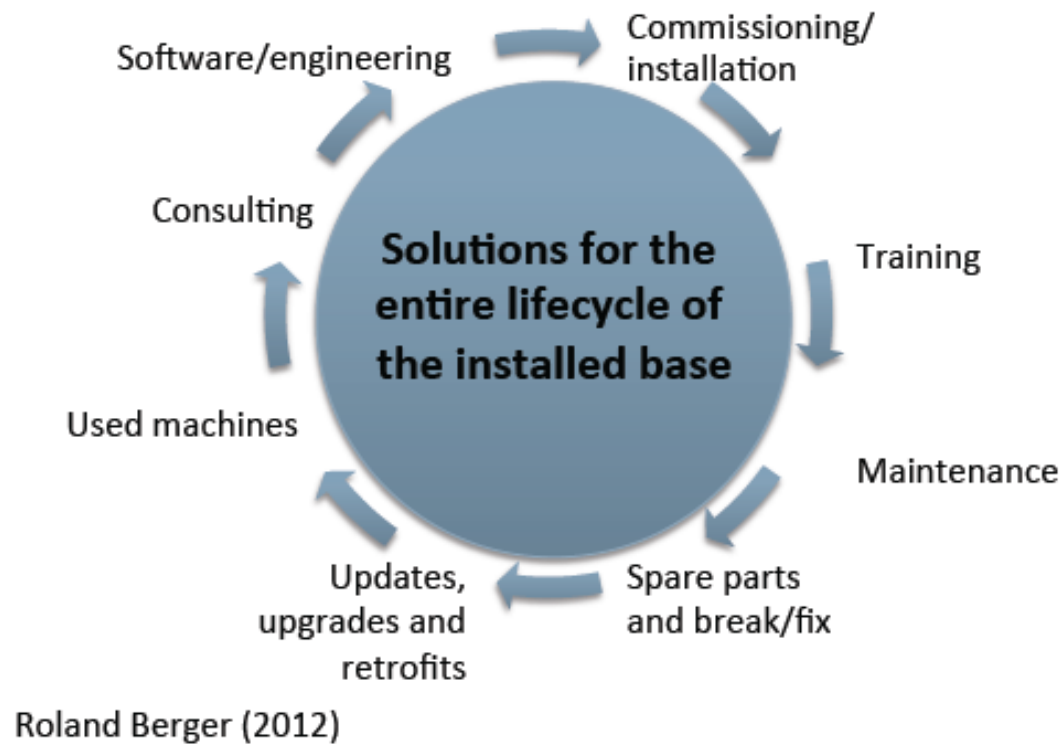 Software/engineering
Commissioning/
installation
Training
Maintenance
Spare parts
and break/fix
Updates,
upgrades and
retrofits
Used machines
Consulting
Solutions for the
entire lifecycle of
the installed base
Roland Berger (2012)